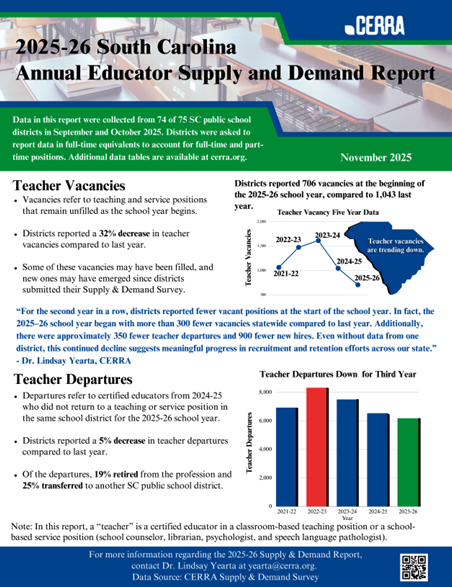 CERRA
2025-26 South Carolina
Annual Educator Supply and Demand Report
Data in this report were collected from 74 of 75 SC public school
districts in September and October 2025. Districts were asked to
report data in full-time equivalents to account for full-time and part-
time positions. Additional data tables are available at cerra.org.
November 2025
Teacher Vacancies
• Vacancies refer to teaching and service positions
that remain unfilled as the school year begins.
• Districts reported a 32% decrease in teacher
vacancies compared to last year.
• Some of these vacancies may have been filled, and
new ones may have emerged since districts
submitted their Supply & Demand Survey.
Districts reported 706 vacancies at the beginning of
the 2025-26 school year, compared to 1,043 last
year.
Teacher Vacancy Five Year Data
Teacher Vacancies
2,000
1,500
1,000
500
2021-22
2022-23
2023-24
2024-25
2025-26
Teacher vacancies
are trending down.
“For the second year in a row, districts reported fewer vacant positions at the start of the school year. In fact, the
2025–26 school year began with more than 300 fewer vacancies statewide compared to last year. Additionally,
there were approximately 350 fewer teacher departures and 900 fewer new hires. Even without data from one
district, this continued decline suggests meaningful progress in recruitment and retention efforts across our state.”
- Dr. Lindsay Yearta, CERRA
Teacher Departures
• Departures refer to certified educators from 2024-25
who did not return to a teaching or service position in
the same school district for the 2025-26 school year.
• Districts reported a 5% decrease in teacher departures
compared to last year.
• Of the departures, 19% retired from the profession and
25% transferred to another SC public school district.
Teacher Departures Down for Third Year
Teacher Departures
8,000
6,000
4,000
2,000
0
2021-22
2022-23
2023-24
2024-25
2025-26
Year
Note: In this report, a “teacher” is a certified educator in a classroom-based teaching position or a school-
based service position (school counselor, librarian, psychologist, and speech language pathologist).
For more information regarding the 2025-26 Supply & Demand Report,
contact Dr. Lindsay Yearta at yearta@cerra.org.
Data Source: CERRA Supply & Demand Survey